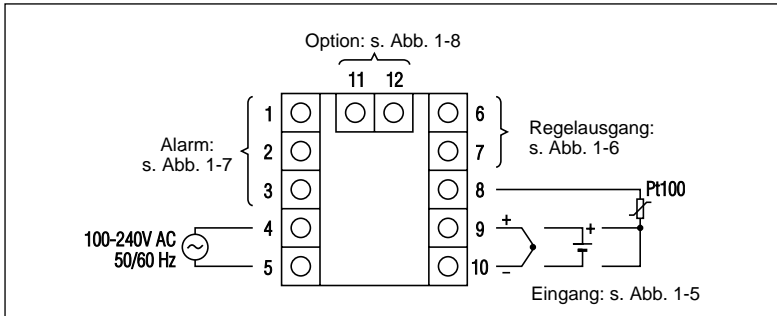 Option: s. Abb. 1-8
11 12
1
2
3
4
5
6
7
8
9
10
Alarm:
s. Abb. 1-7
Regelausgang:
s. Abb. 1-6
Pt100
100-240V AC
50/60 Hz
+
–
+
Eingang: s. Abb. 1-5